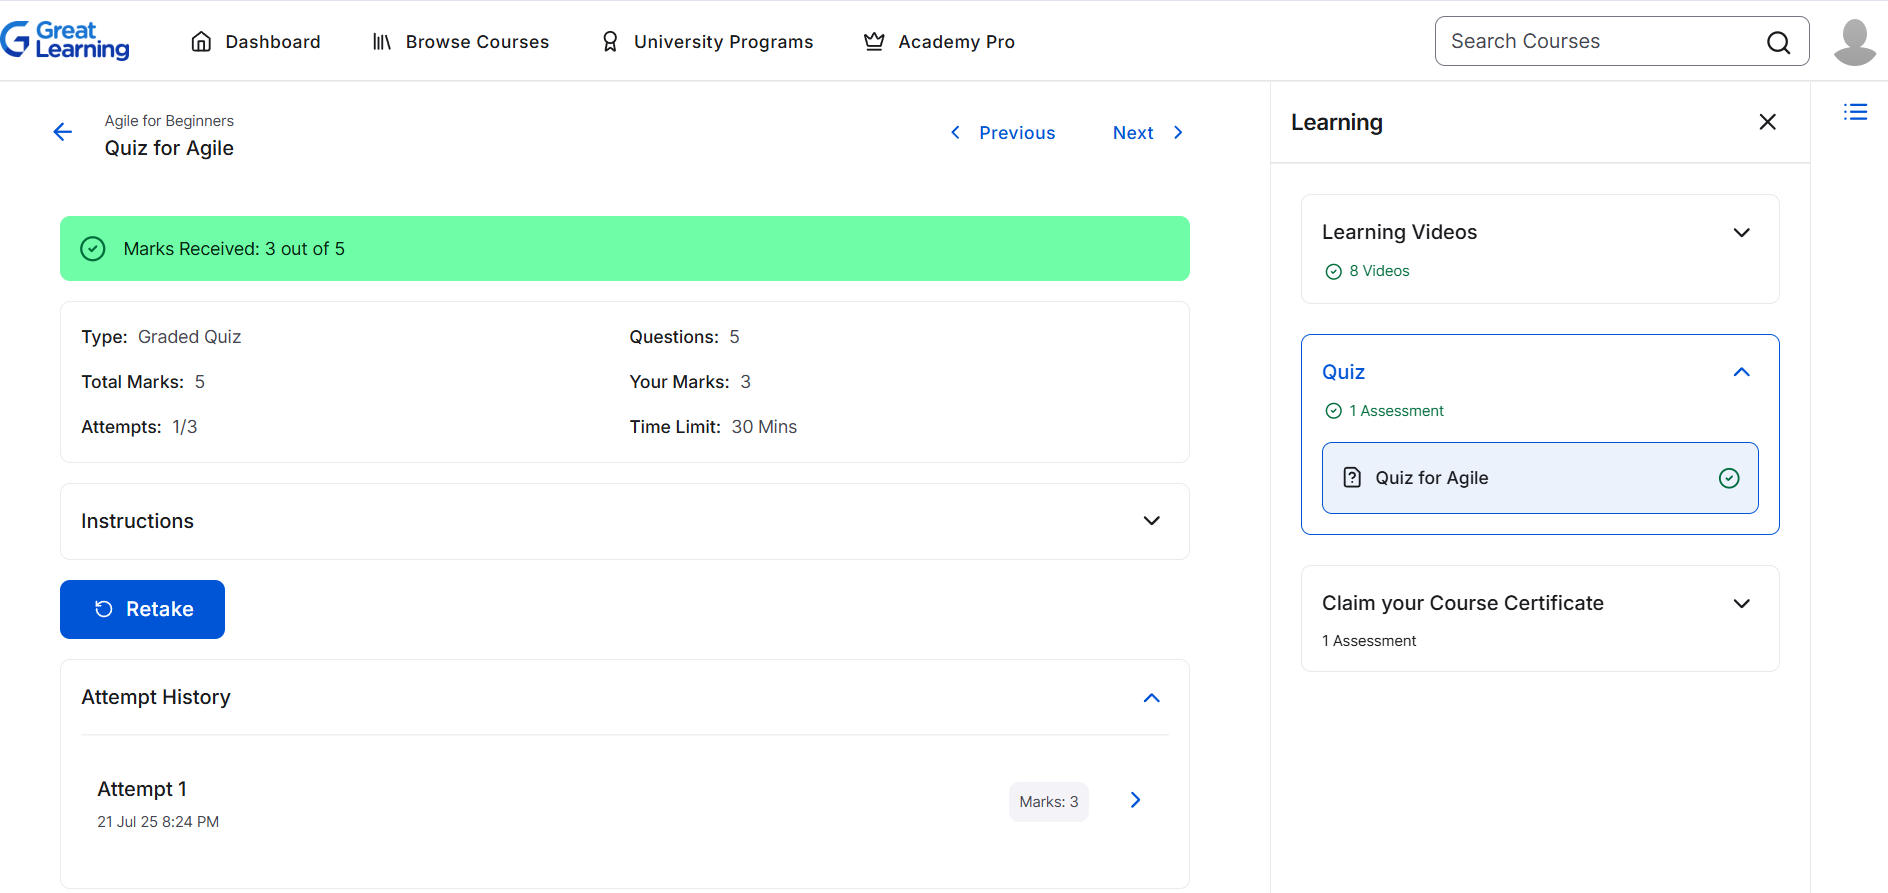 Great Learning
Dashboard
Browse Courses
University Programs
Academy Pro
Search Courses
Agile for Beginners
Quiz for Agile
Previous
Next
Marks Received: 3 out of 5
Type: Graded Quiz
Questions: 5
Total Marks: 5
Your Marks: 3
Attempts: 1/3
Time Limit: 30 Mins
Instructions
Retake
Attempt History
Attempt 1
21 Jul 25 8:24 PM
Marks: 3
Learning
Learning Videos
8 Videos
Quiz
1 Assessment
Quiz for Agile
Claim your Course Certificate
1 Assessment